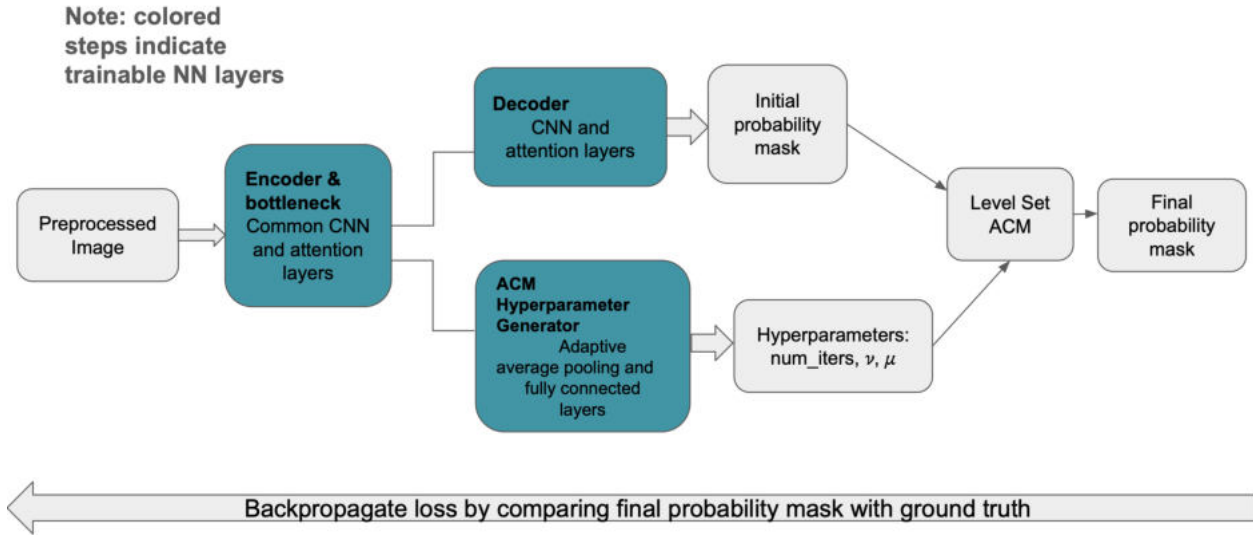 Note: colored
steps indicate
trainable NN layers
Preprocessed
Image
Encoder &
bottleneck
Common CNN
and attention
layers
Decoder
CNN and
attention layers
Initial
probability
mask
ACM
Hyperparameter
Generator
Adaptive
average pooling and
fully connected
layers
Hyperparameters:
num_iters, ν, μ
Level Set
ACM
Final
probability
mask
Backpropagate loss by comparing final probability mask with ground truth